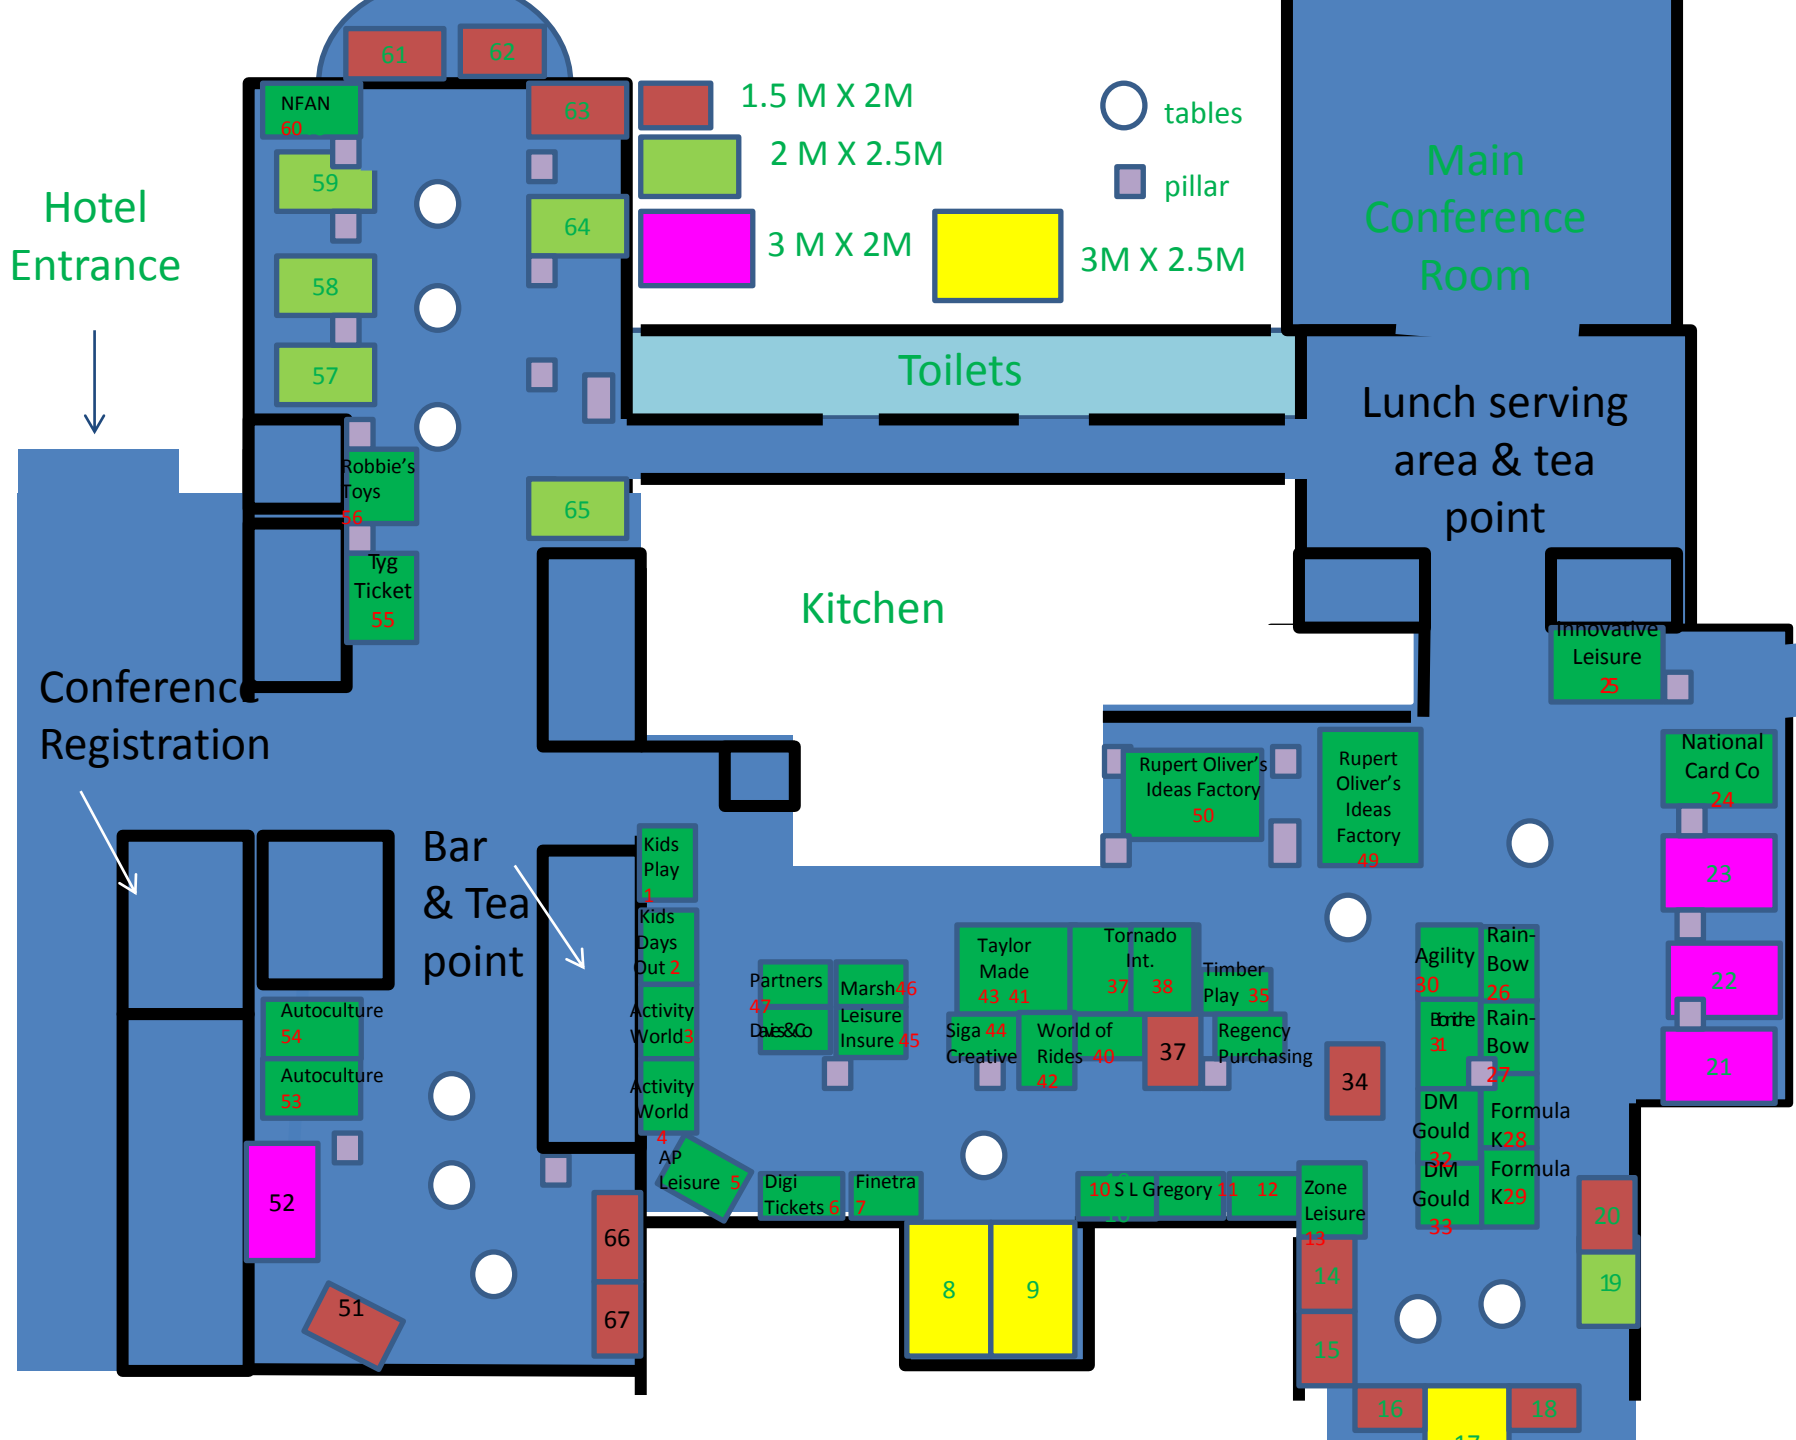 61
62
NFAN
60
63
1.5 M X 2M
tables
2 M X 2.5M
pillar
59
64
3 M X 2M
3M X 2.5M
Main
Conference
Room
Hotel
Entrance
58
57
Toilets
Lunch serving
area & tea
point
Robbie's
Toys
56
65
Tyg
Ticket
55
Kitchen
Innovative
Leisure
25
Conference
Registration
National
Card Co
24
Rupert Oliver's
Ideas Factory
50
Rupert
Oliver's
Ideas
Factory
49
Bar
& Tea
point
Kids
Play
1
23
Kids
Days
Out 2
Taylor
Made
43 41
Tornado
Int.
37 38
Timber
Play 35
Agility
30
Rain-
Bow
26
22
Partners
47
Marsh46
Activity
World3
Leisure
Insure 45
Siga 44
Creative
World of
Rides 40
42
37
Regency
Purchasing
31
Rain-
Bow
27
Autoculture
54
Autoculture
53
Activity
World
4
34
21
DM
Gould
32
Formula
K28
AP
Leisure 5
Digi
Tickets 6
Finetra
7
10 S L Gregory 11 12
Zone
Leisure
13
DM
Gould
33
Formula
K29
52
66
20
51
67
8
9
14
19
15
16
17
18